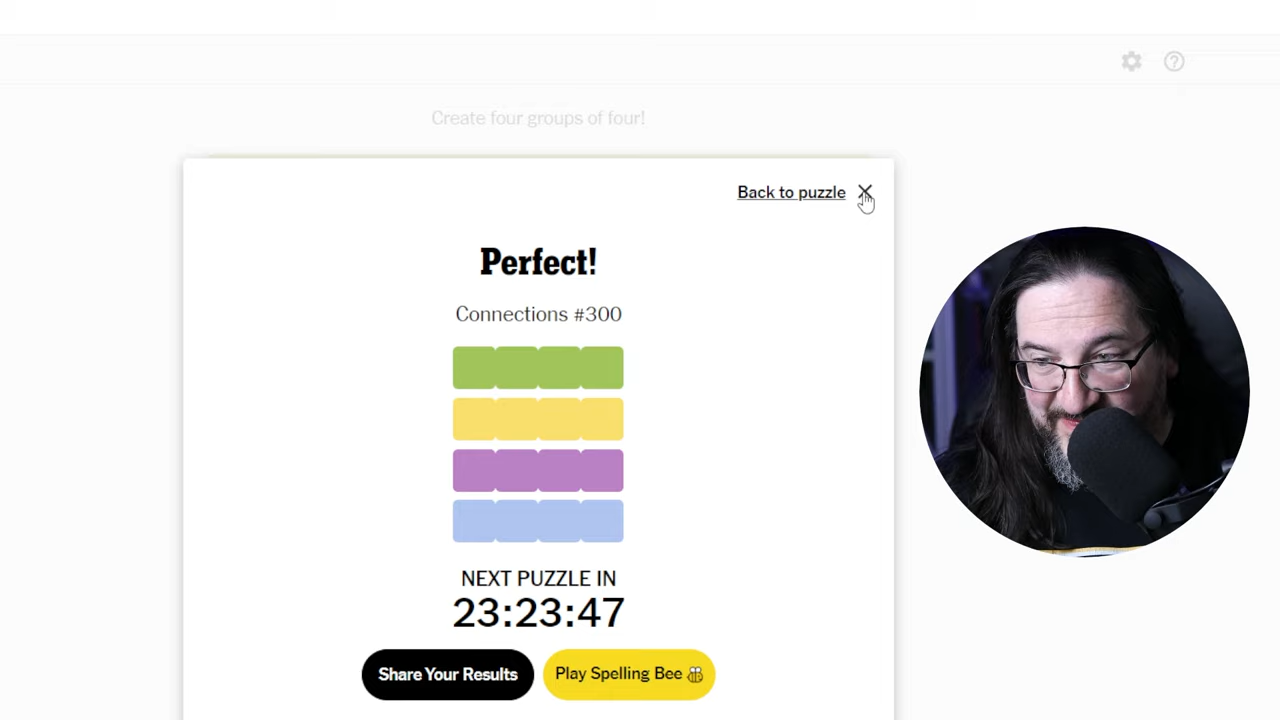 Create four groups of four!
Back to puzzle
Perfect!
Connections #300
NEXT PUZZLE IN
23:23:47
Share Your Results
Play Spelling Bee